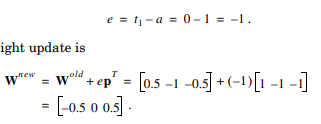 e = t₁ – a = 0 – 1 = –1 .
ight update is
Wⁿᵉʷ = Wᵒˡᵈ + epᵀ = [0.5 –1 –0.5] + (–1)[1 –1 –1]
= [–0.5 0 0.5] .